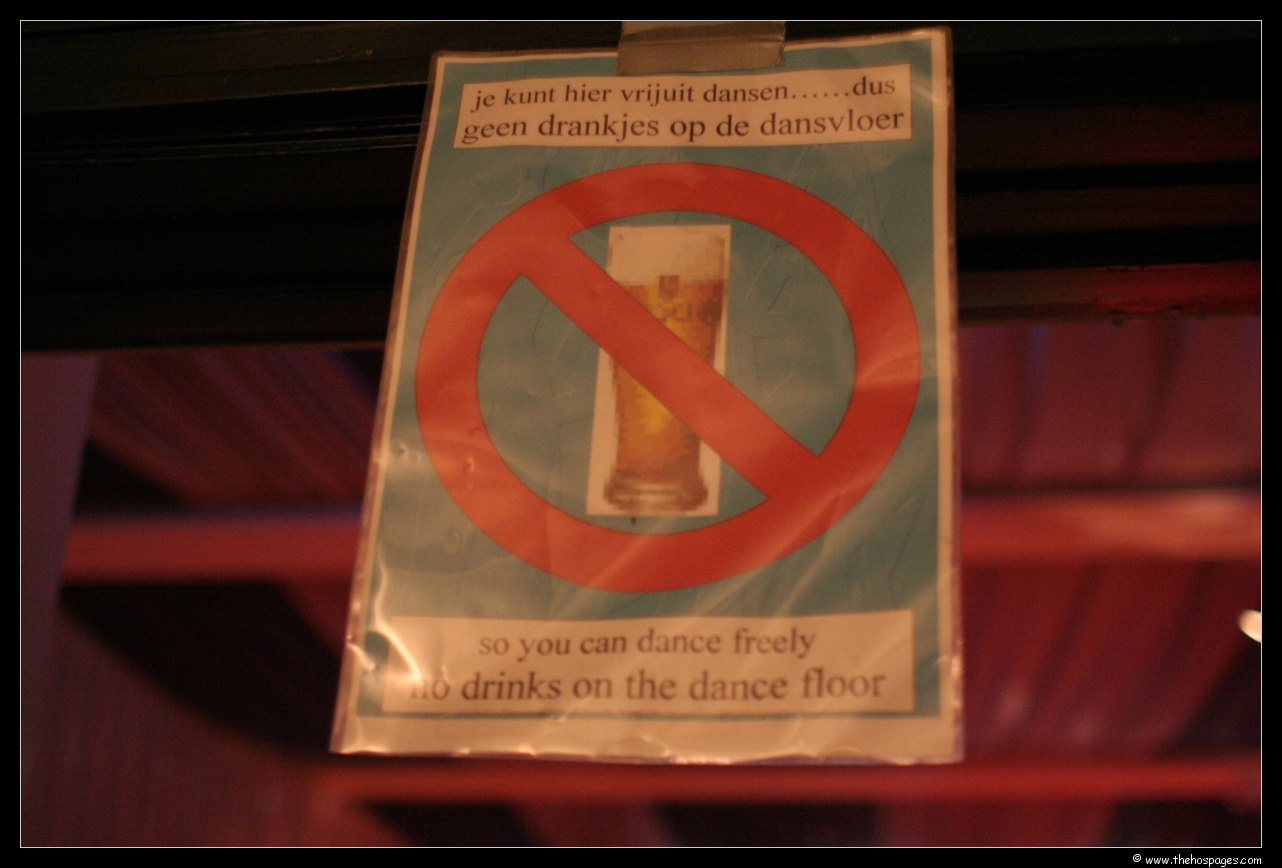 je kunt hier vrijuit dansen......dus
geen drankjes op de dansvloer
so you can dance freely
no drinks on the dance floor
© www.thehospages.com